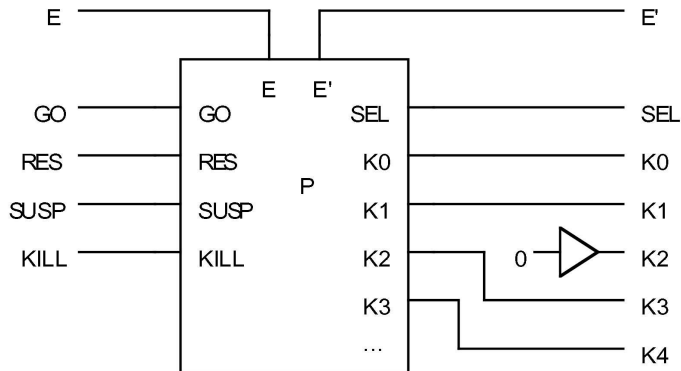 E E'
E E'
GO GO SEL SEL
RES RES K0 K0
P
SUSP SUSP K1 K1
KILL KILL K2 0 K2
K3 K3
... K4